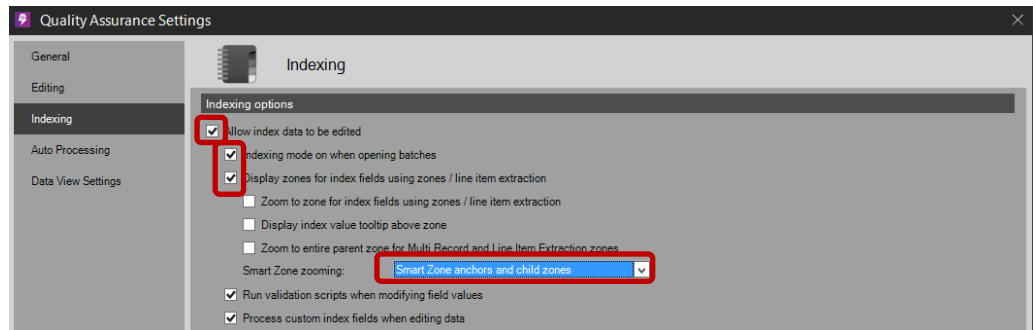 Quality Assurance Settings
General
Editing
Indexing
Auto Processing
Data View Settings
Indexing
Indexing options
Allow index data to be edited
Indexing mode on when opening batches
Display zones for index fields using zones / line item extraction
Zoom to zone for index fields using zones / line item extraction
Display index value tooltip above zone
Zoom to entire parent zone for Multi Record and Line Item Extraction zones
Smart Zone zooming: Smart Zone anchors and child zones
Run validation scripts when modifying field values
Process custom index fields when editing data